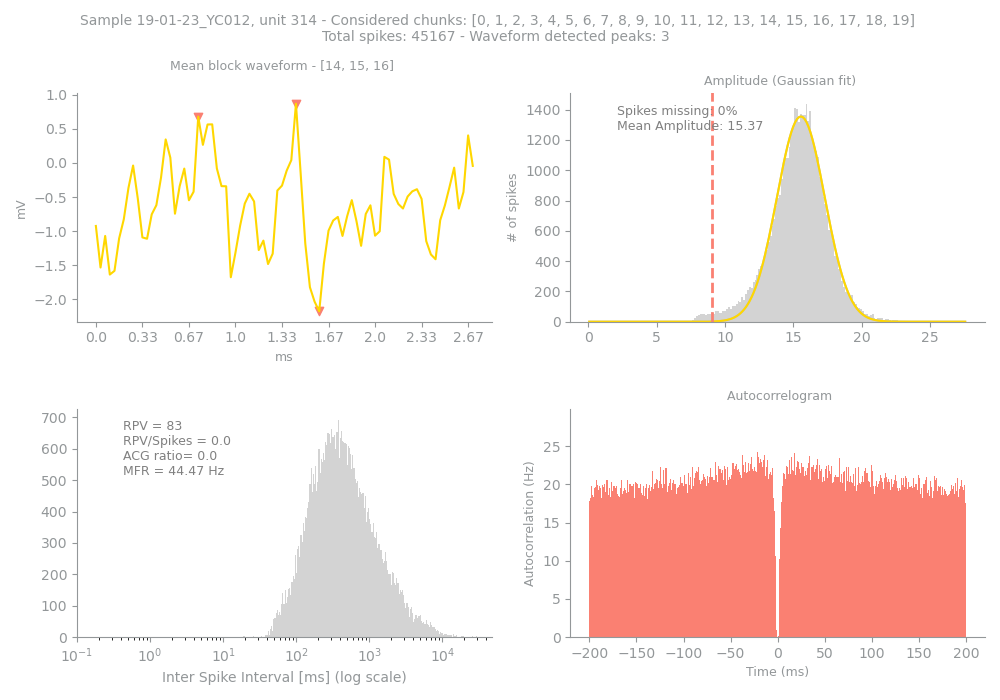 Sample 19-01-23_YC012, unit 314 - Considered chunks: [0, 1, 2, 3, 4, 5, 6, 7, 8, 9, 10, 11, 12, 13, 14, 15, 16, 17, 18, 19]
Total spikes: 45167 - Waveform detected peaks: 3
Mean block waveform - [14, 15, 16]
1.0
0.5
0.0
−0.5
−1.0
−1.5
−2.0
mV
0.0 0.33 0.67 1.0 1.33 1.67 2.0 2.33 2.67
ms
Amplitude (Gaussian fit)
Spikes missing: 0%
Mean Amplitude: 15.37
1400
1200
1000
800
600
400
200
0
# of spikes
0 5 10 15 20 25
RPV = 83
RPV/Spikes = 0.0
ACG ratio= 0.0
MFR = 44.47 Hz
700
600
500
400
300
200
100
0
10⁻¹ 10⁰ 10¹ 10² 10³ 10⁴
Inter Spike Interval [ms] (log scale)
Autocorrelogram
25
20
15
10
5
0
Autocorrelation (Hz)
−200 −150 −100 −50 0 50 100 150 200
Time (ms)